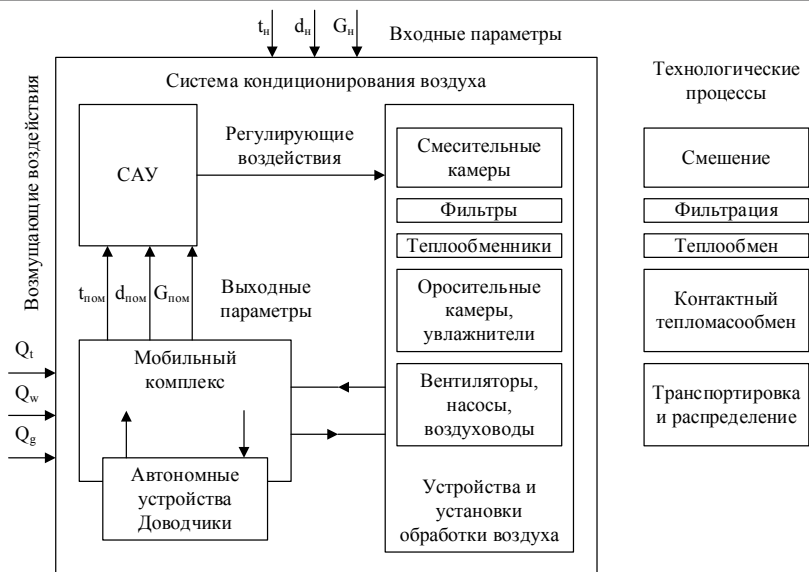 tн dн Gн
Входные параметры
Система кондиционирования воздуха
Возмущающие воздействия
САУ
Регулирующие
воздействия
tпом dпом Gпом
Выходные
параметры
Qt
Qw
Qg
Мобильный
комплекс
Автономные
устройства
Доводчики
Смесительные
камеры
Фильтры
Теплообменники
Оросительные
камеры,
увлажнители
Вентиляторы,
насосы,
воздуховоды
Устройства и
установки
обработки воздуха
Технологические
процессы
Смешение
Фильтрация
Теплообмен
Контактный
тепломасообмен
Транспортировка
и распределение